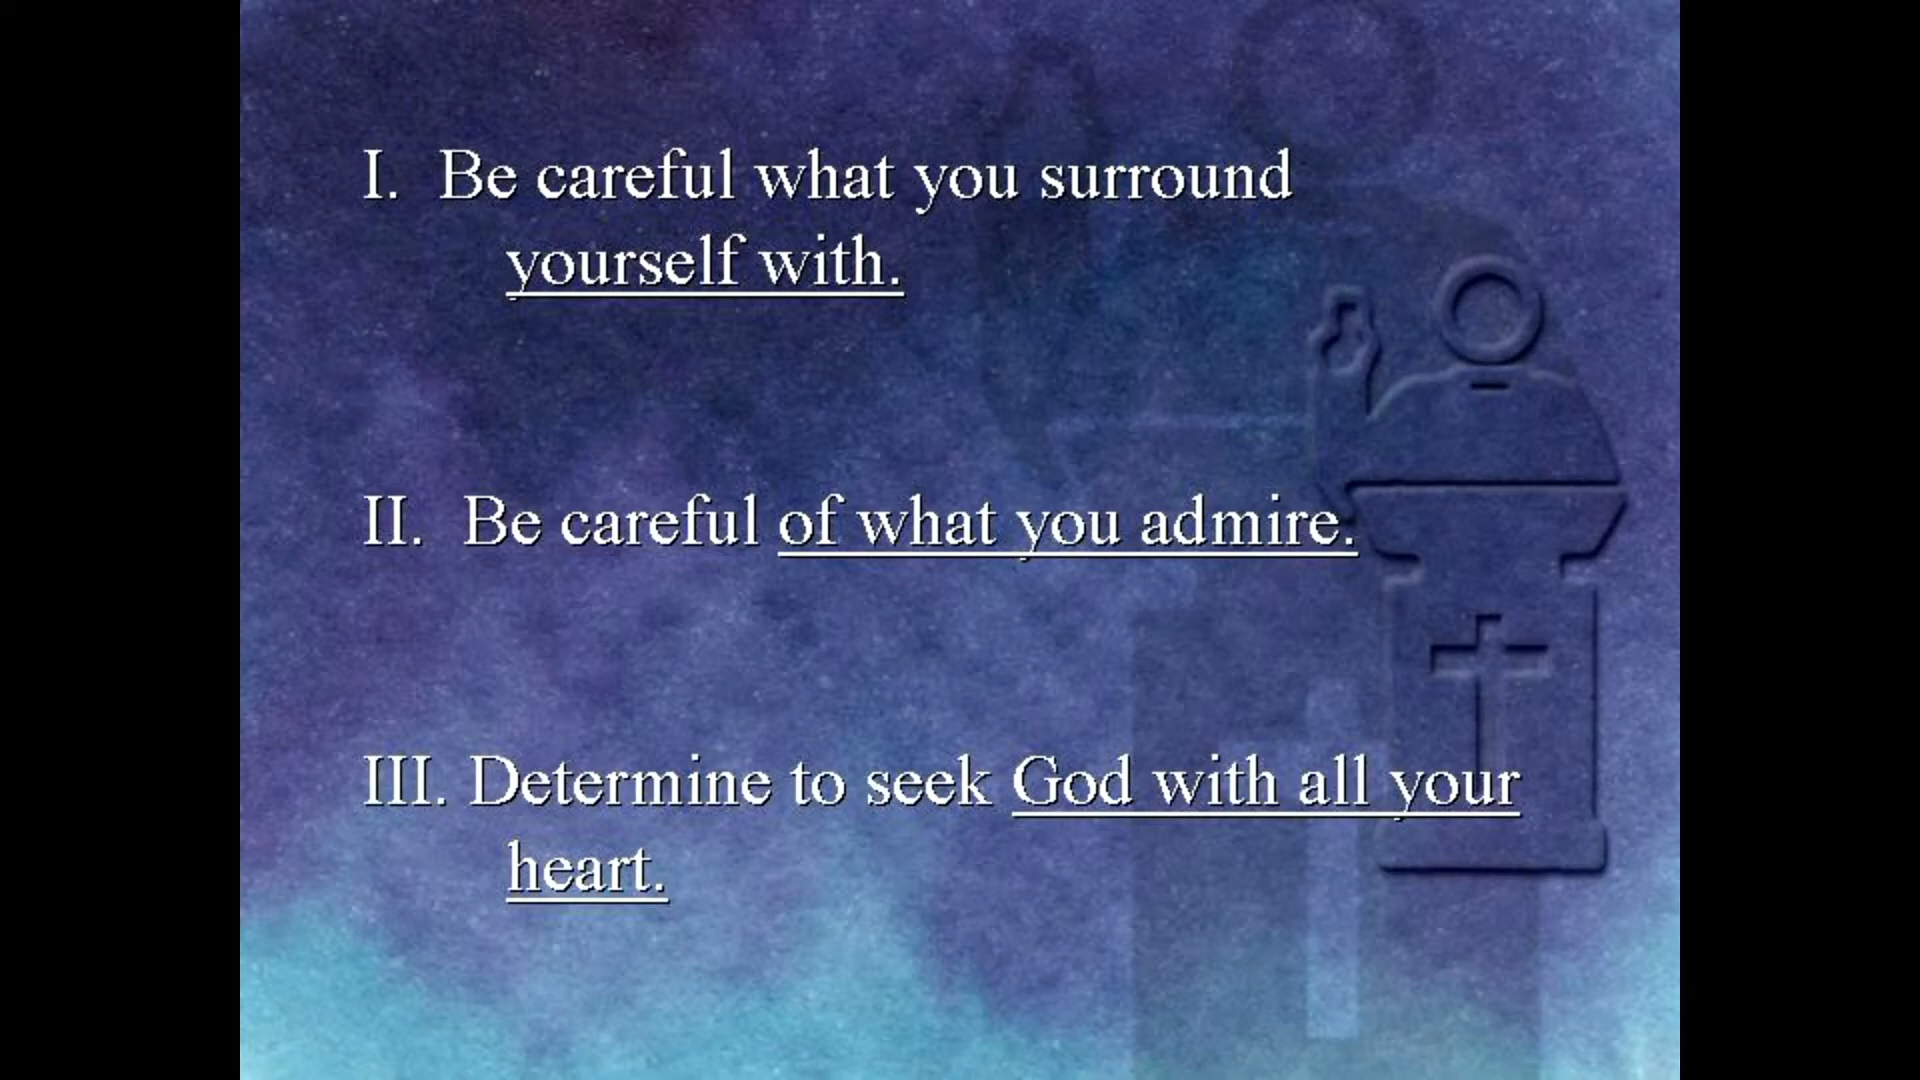 I. Be careful what you surround
yourself with.
II. Be careful of what you admire.
III. Determine to seek God with all your
heart.